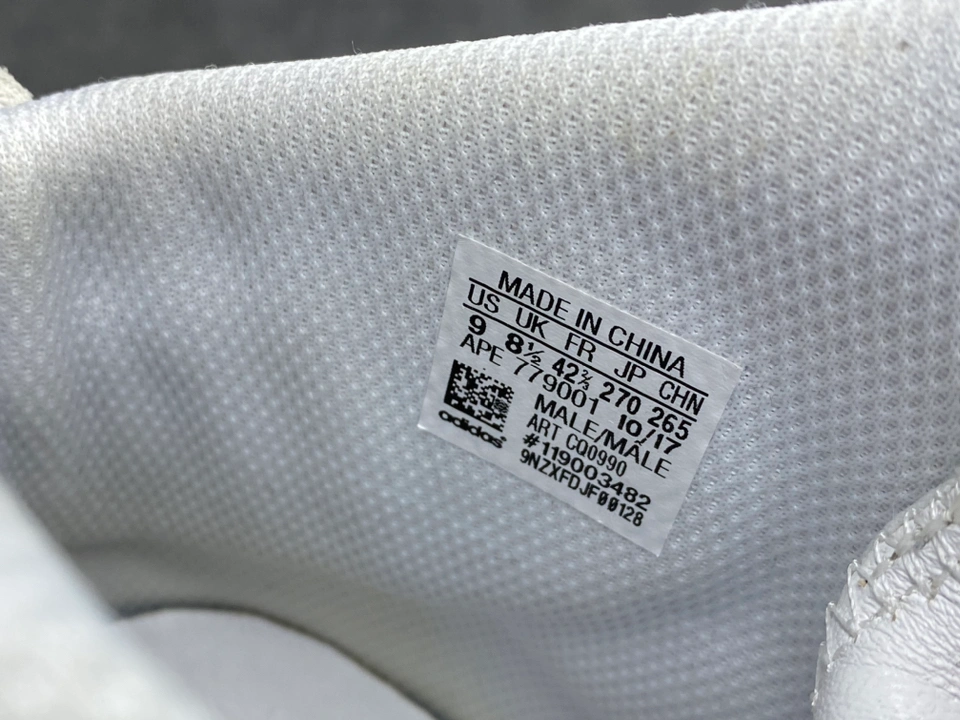 MADE IN CHINA
US UK FR JP CHN
9 8½ 42⅔ 270 265
APE 779001 10/17
MALE/MÂLE
ART CQ0990
#119003482
9NZXFDJF00128
adidas